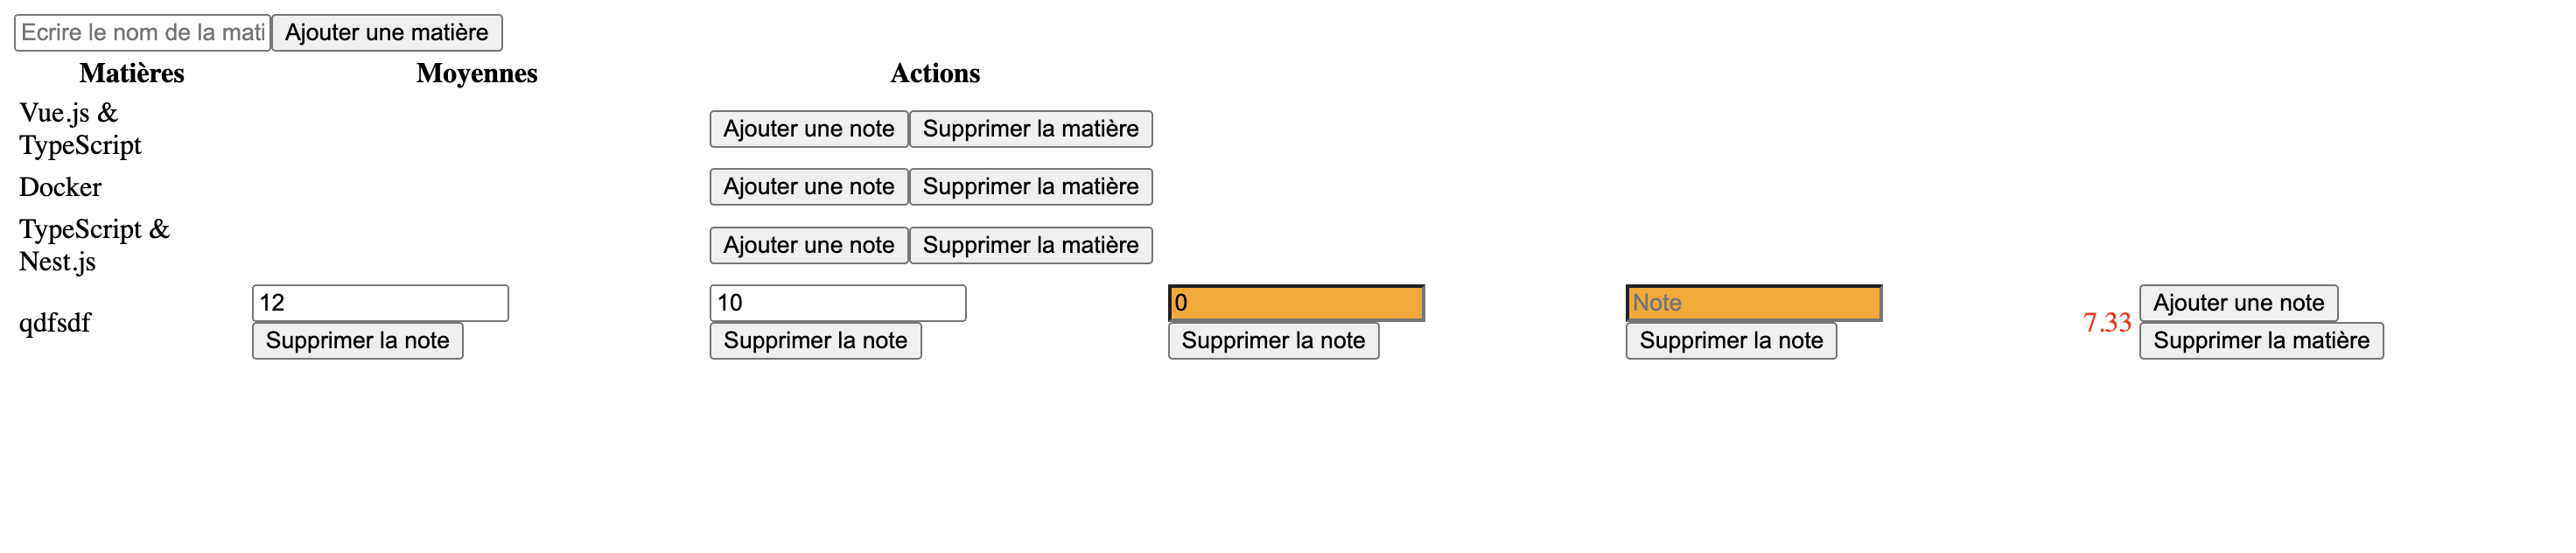 Ecrire le nom de la mati Ajouter une matière
Matières Moyennes Actions
Vue.js &
TypeScript
Ajouter une note Supprimer la matière
Docker Ajouter une note Supprimer la matière
TypeScript &
Nest.js
Ajouter une note Supprimer la matière
qdfsdf
12
Supprimer la note
10
Supprimer la note
0
Supprimer la note
Note
Supprimer la note
7.33
Ajouter une note
Supprimer la matière